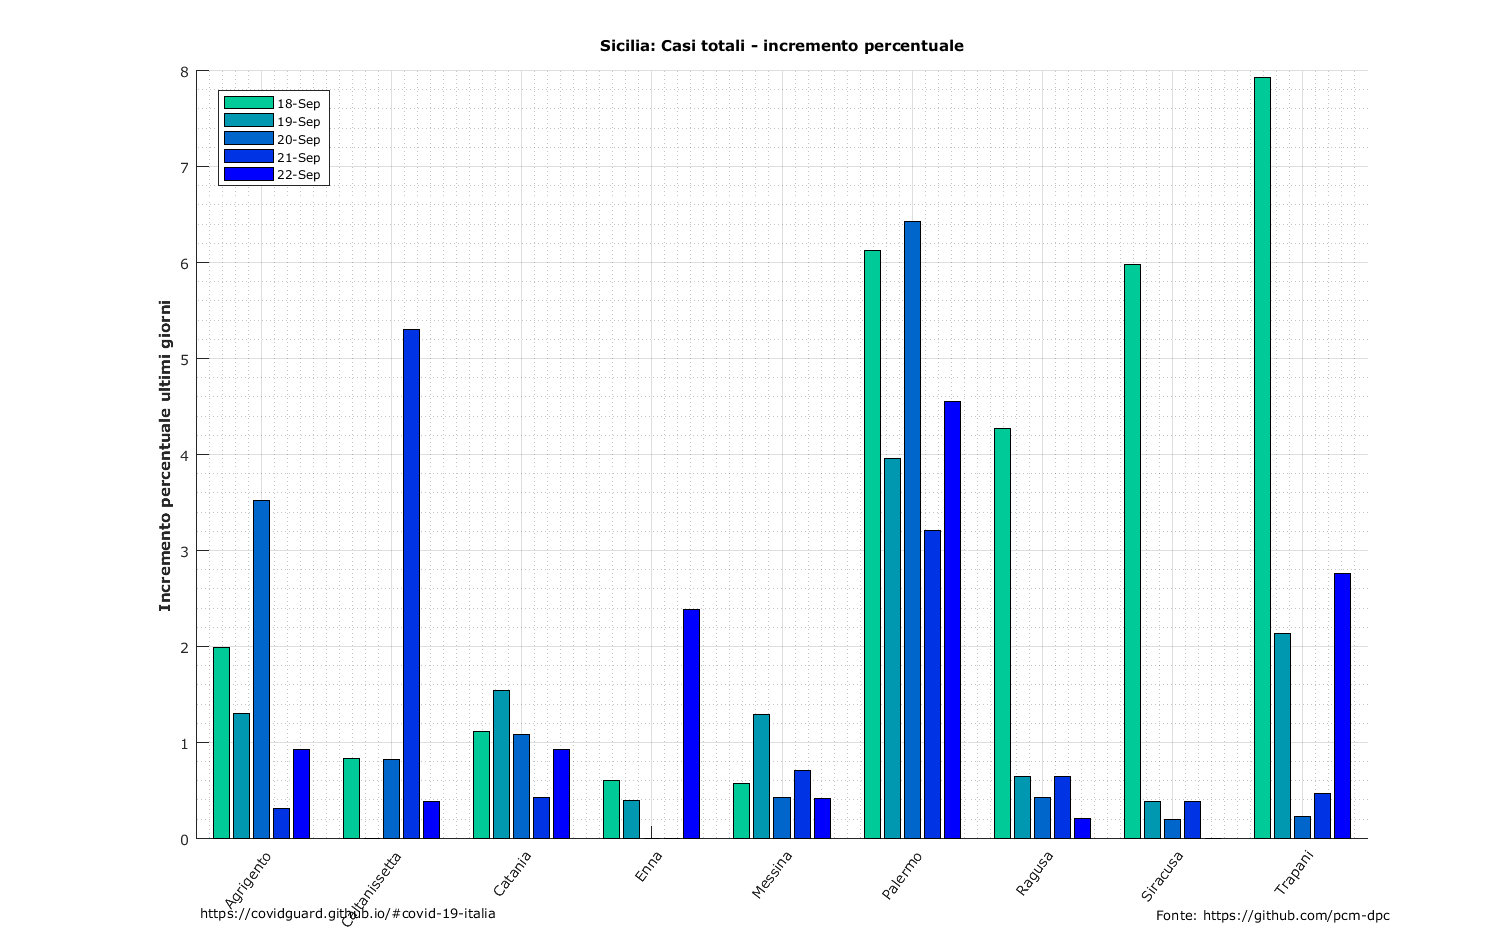 Sicilia: Casi totali - incremento percentuale
8
7
6
5
4
3
2
1
0
Incremento percentuale ultimi giorni
18-Sep
19-Sep
20-Sep
21-Sep
22-Sep
Agrigento
Caltanissetta
Catania
Enna
Messina
Palermo
Ragusa
Siracusa
Trapani
https://covidguard.github.io/#covid-19-italia
Fonte: https://github.com/pcm-dpc